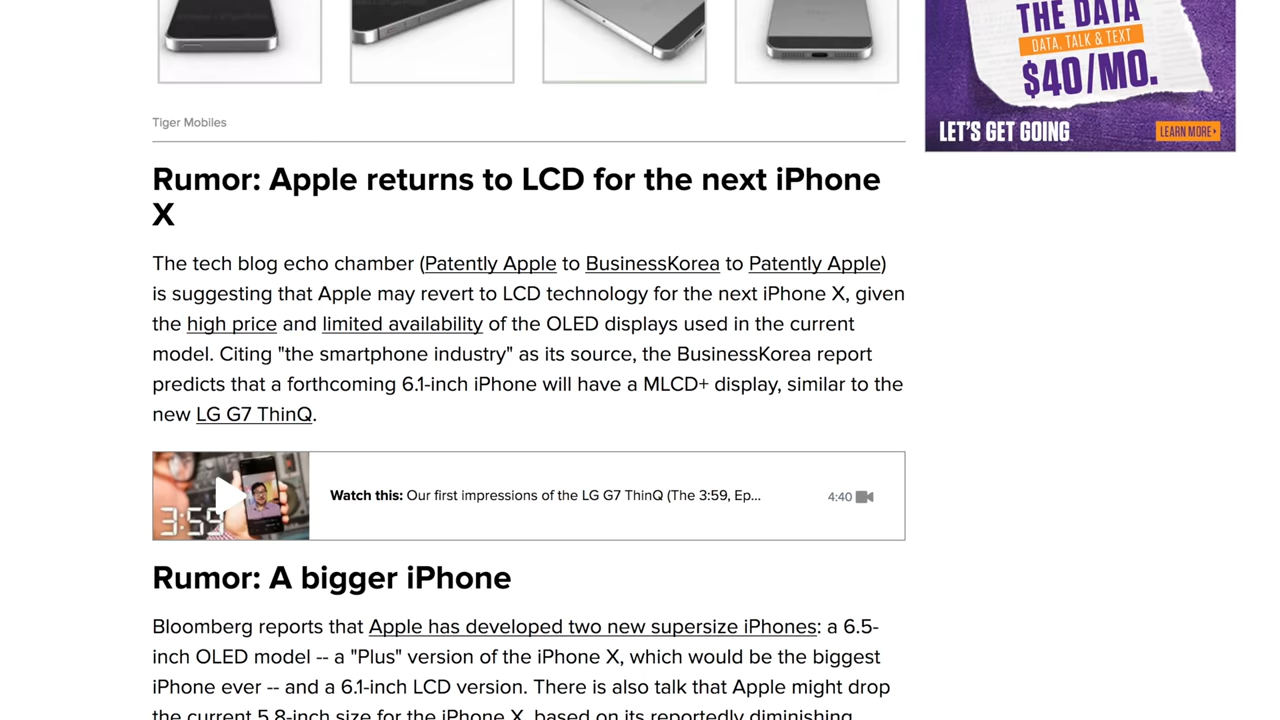 THE DATA
DATA, TALK & TEXT
$40/MO.
LET'S GET GOING
LEARN MORE
Tiger Mobiles
Rumor: Apple returns to LCD for the next iPhone
X
The tech blog echo chamber (Patently Apple to BusinessKorea to Patently Apple)
is suggesting that Apple may revert to LCD technology for the next iPhone X, given
the high price and limited availability of the OLED displays used in the current
model. Citing "the smartphone industry" as its source, the BusinessKorea report
predicts that a forthcoming 6.1-inch iPhone will have a MLCD+ display, similar to the
new LG G7 ThinQ.
3:59
Watch this: Our first impressions of the LG G7 ThinQ (The 3:59, Ep...
4:40
Rumor: A bigger iPhone
Bloomberg reports that Apple has developed two new supersize iPhones: a 6.5-
inch OLED model -- a "Plus" version of the iPhone X, which would be the biggest
iPhone ever -- and a 6.1-inch LCD version. There is also talk that Apple might drop
the current 5.8-inch size for the iPhone X, based on its reportedly diminishing